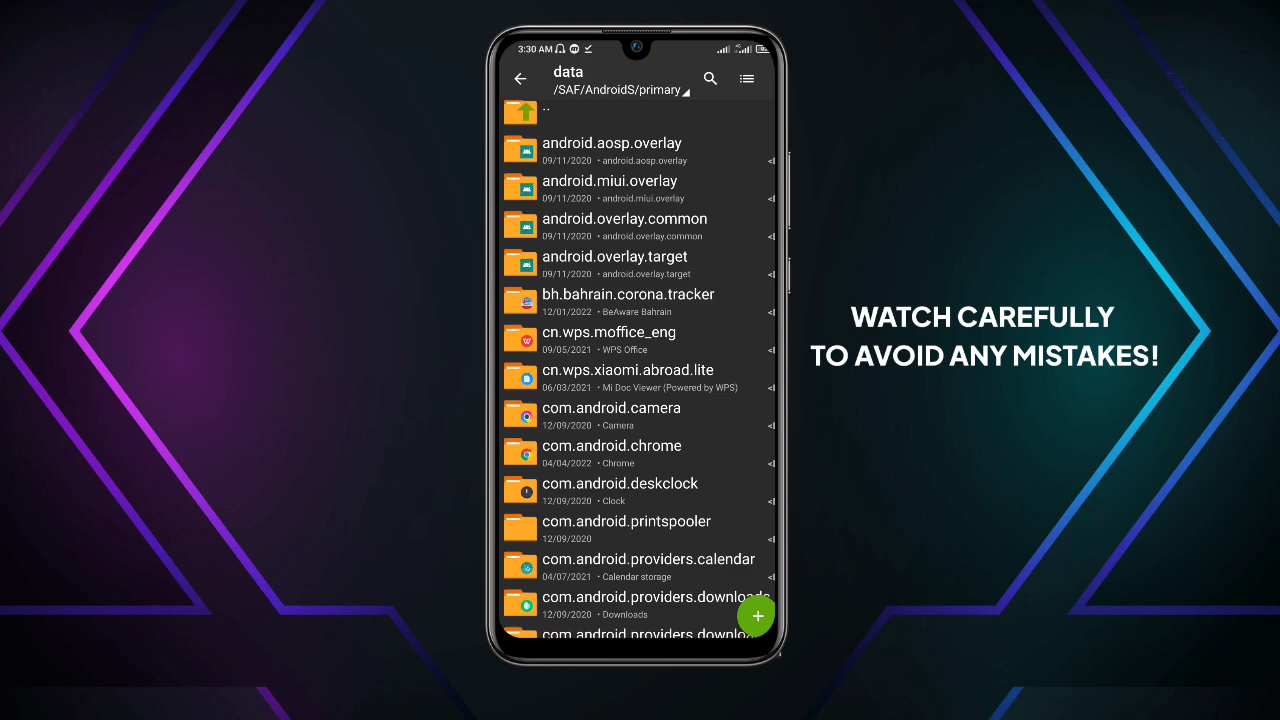 3:30 AM
data
/SAF/AndroidS/primary
..
android.aosp.overlay
09/11/2020 • android.aosp.overlay
android.miui.overlay
09/11/2020 • android.miui.overlay
android.overlay.common
09/11/2020 • android.overlay.common
android.overlay.target
09/11/2020 • android.overlay.target
bh.bahrain.corona.tracker
12/01/2022 • BeAware Bahrain
cn.wps.moffice_eng
09/05/2021 • WPS Office
cn.wps.xiaomi.abroad.lite
06/03/2021 • Mi Doc Viewer (Powered by WPS)
com.android.camera
12/09/2020 • Camera
com.android.chrome
04/04/2022 • Chrome
com.android.deskclock
12/09/2020 • Clock
com.android.printspooler
12/09/2020
com.android.providers.calendar
04/07/2021 • Calendar storage
com.android.providers.downloads
12/09/2020 • Downloads
com.android.providers.downloa
WATCH CAREFULLY
TO AVOID ANY MISTAKES!